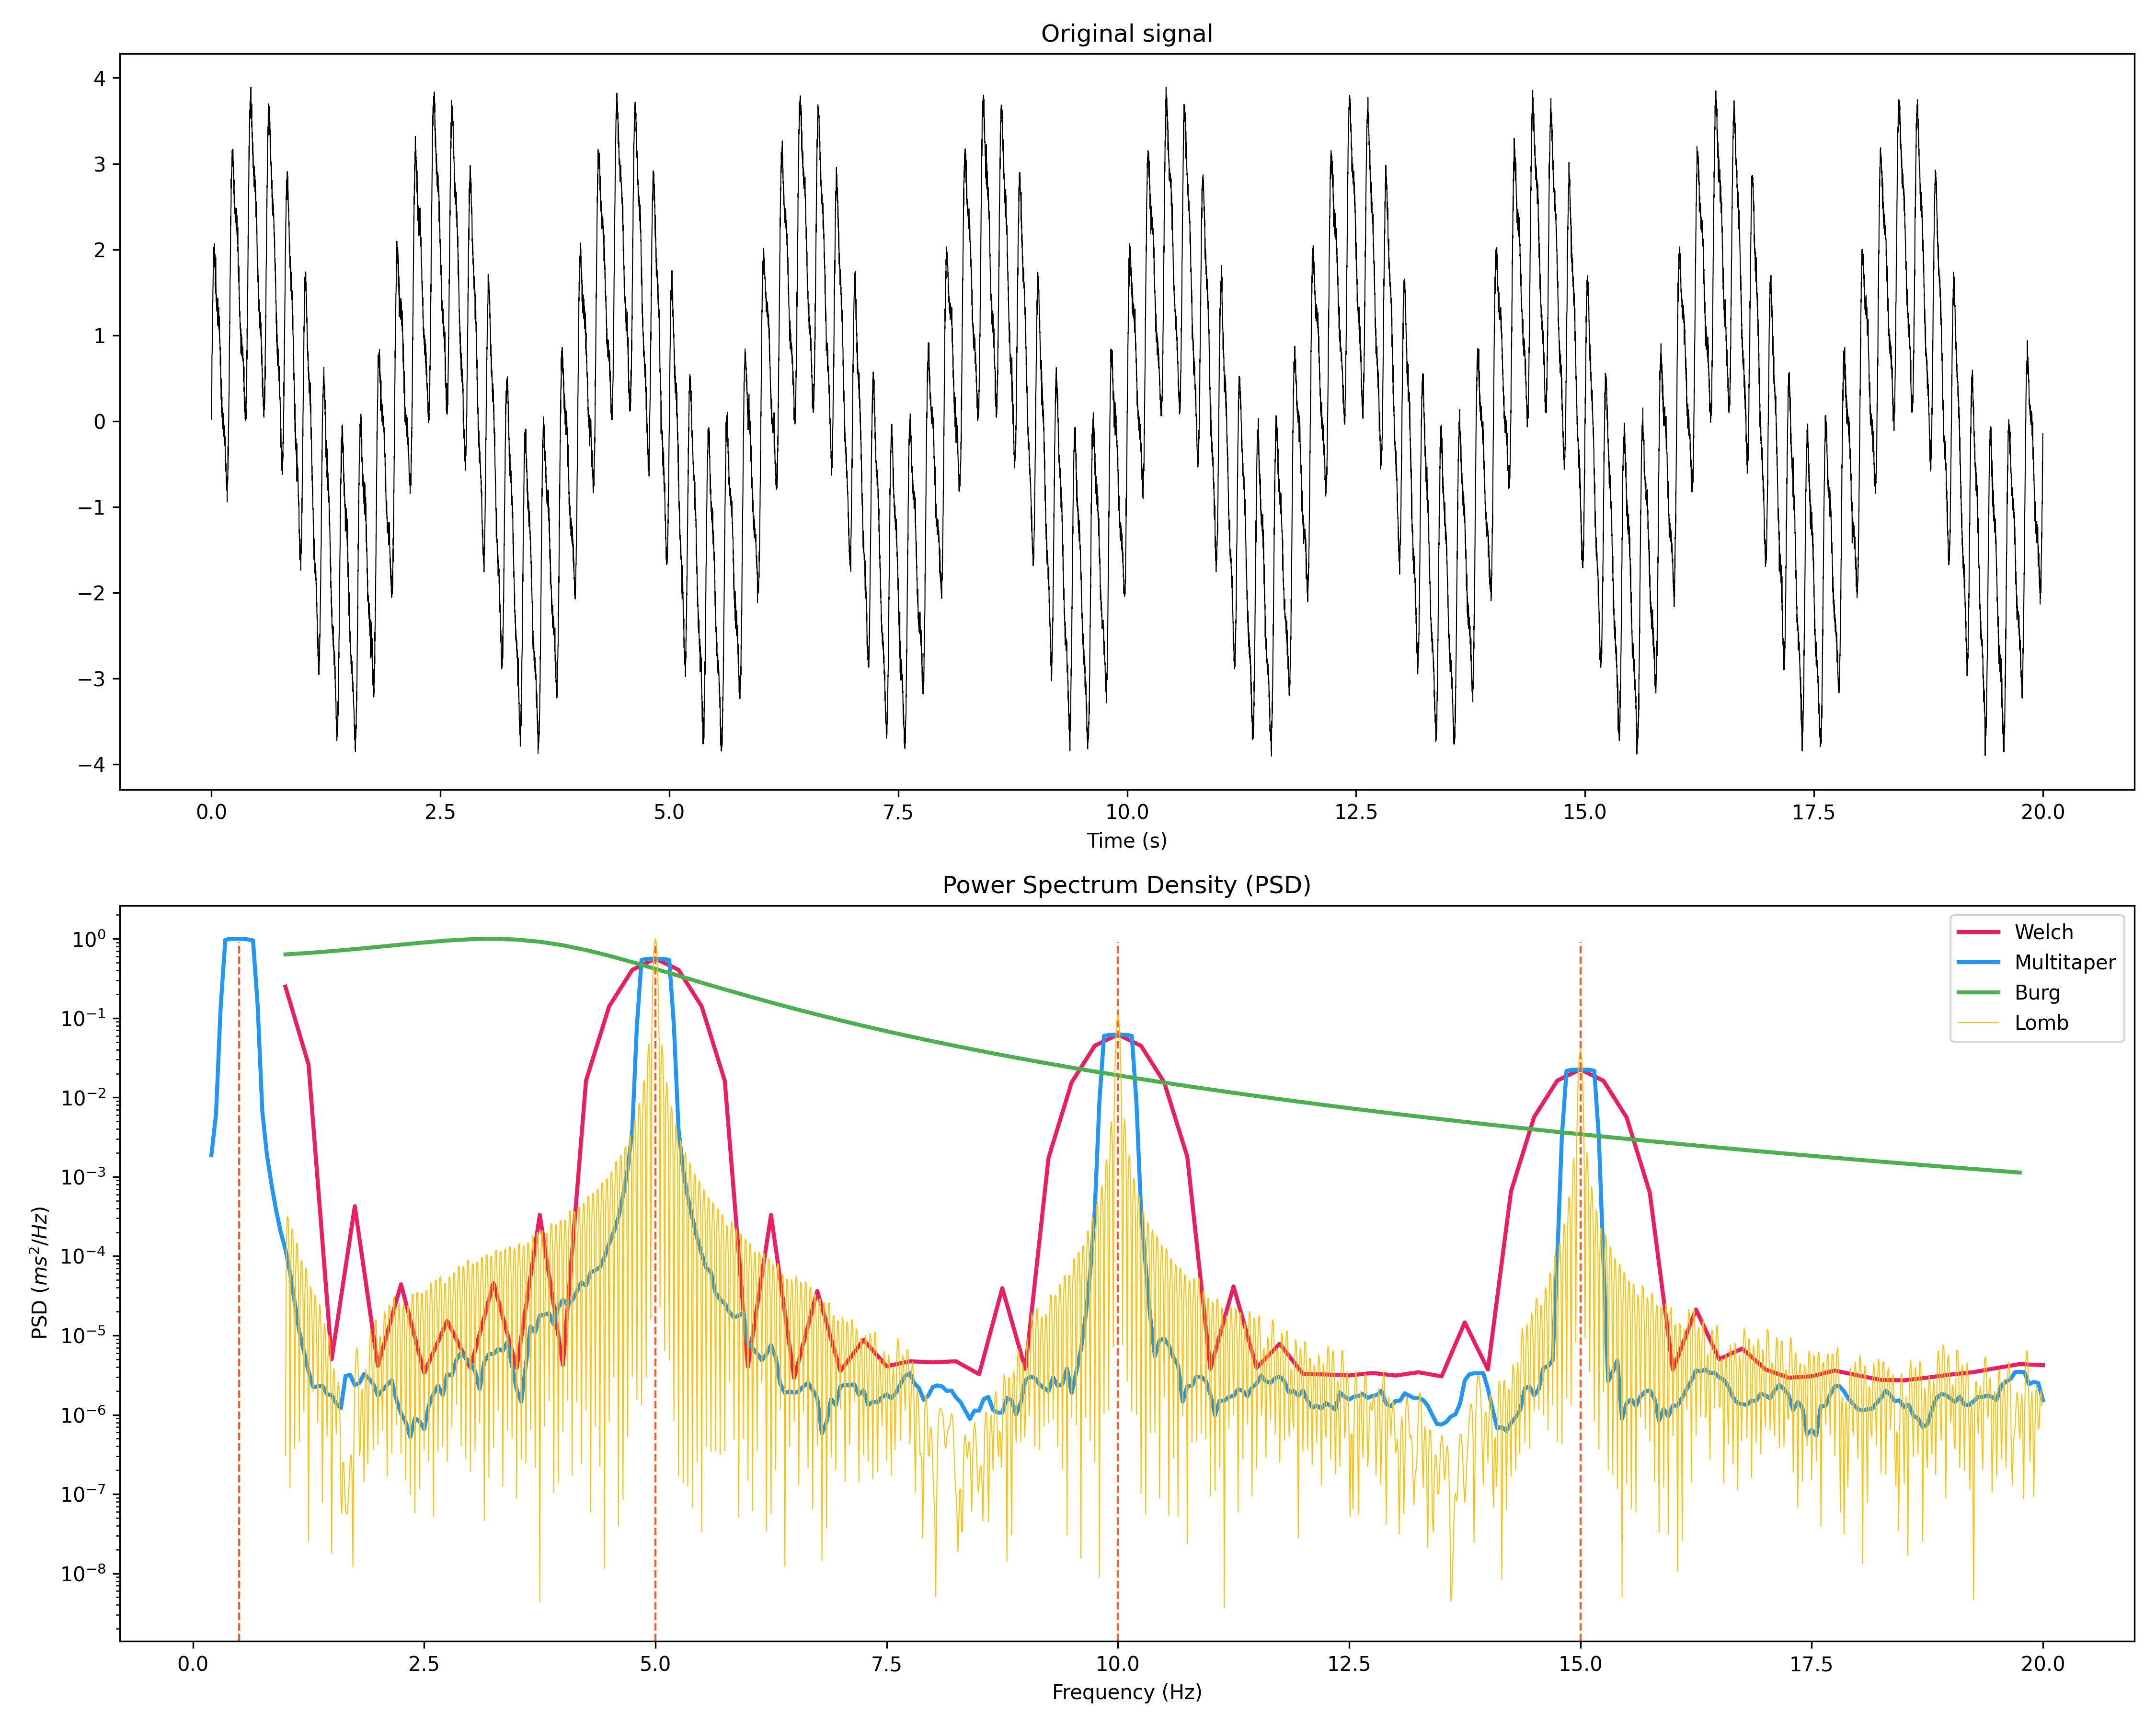 Original signal
4
3
2
1
0
−1
−2
−3
−4
0.0 2.5 5.0 7.5 10.0 12.5 15.0 17.5 20.0
Time (s)
Power Spectrum Density (PSD)
PSD (ms²/Hz)
10⁰
10⁻¹
10⁻²
10⁻³
10⁻⁴
10⁻⁵
10⁻⁶
10⁻⁷
10⁻⁸
Welch
Multitaper
Burg
Lomb
0.0 2.5 5.0 7.5 10.0 12.5 15.0 17.5 20.0
Frequency (Hz)